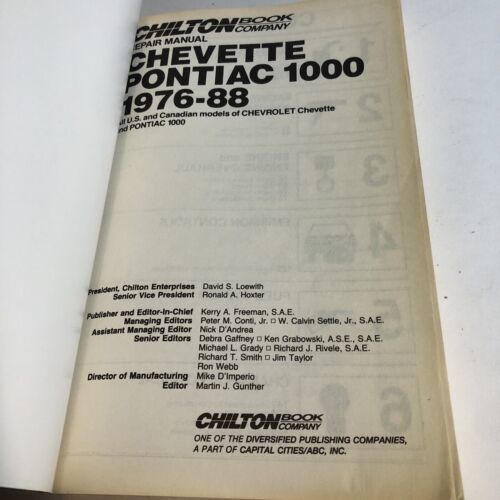 CHILTON BOOK COMPANY
REPAIR MANUAL
CHEVETTE
PONTIAC 1000
1976-88
All U.S. and Canadian models of CHEVROLET Chevette
and PONTIAC 1000
President, Chilton Enterprises David S. Loewith
Senior Vice President Ronald A. Hoxter
Publisher and Editor-In-Chief Kerry A. Freeman, S.A.E.
Managing Editors Peter M. Conti, Jr. □ W. Calvin Settle, Jr., S.A.E.
Assistant Managing Editor Nick D'Andrea
Senior Editors Debra Gaffney □ Ken Grabowski, A.S.E., S.A.E.
Michael L. Grady □ Richard J. Rivele, S.A.E.
Richard T. Smith □ Jim Taylor
Ron Webb
Director of Manufacturing Mike D'Imperio
Editor Martin J. Gunther
CHILTON BOOK COMPANY
ONE OF THE DIVERSIFIED PUBLISHING COMPANIES,
A PART OF CAPITAL CITIES/ABC, INC.